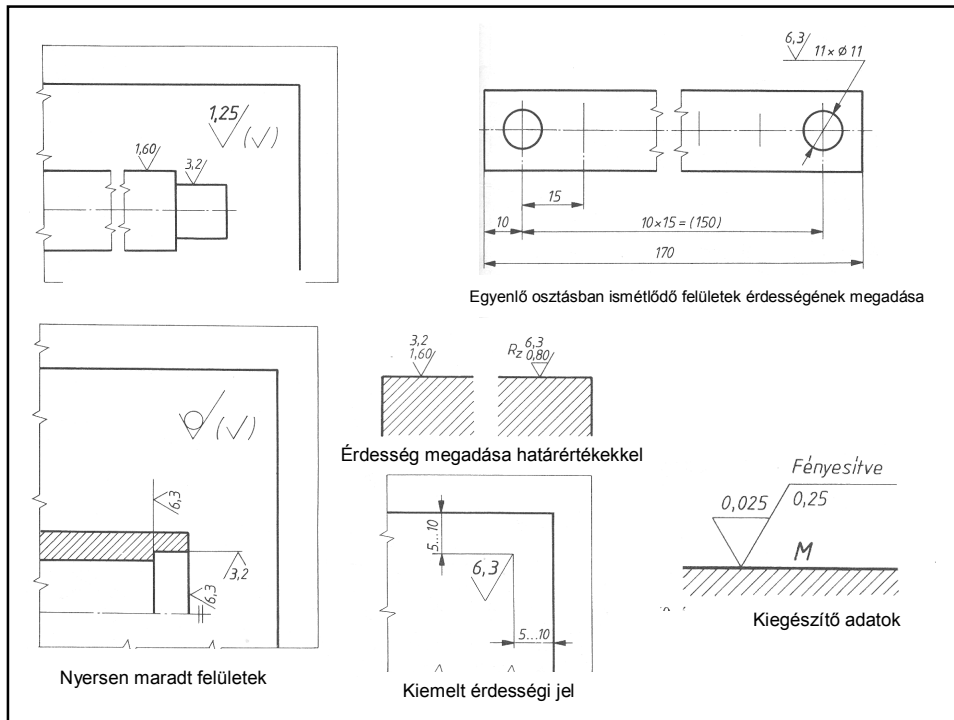 1,25
(√)
1,60
3,2
6,3
11 × ⌀ 11
15
10
10×15 = (150)
170
Egyenlő osztásban ismétlődő felületek érdességének megadása
(√)
6,3
3,2
6,3
Nyersen maradt felületek
3,2
1,60
Rz 6,3
0,80
Érdesség megadása határértékekkel
5...10
6,3
5...10
Kiemelt érdességi jel
Fényesítve
0,025
0,25
M
Kiegészítő adatok